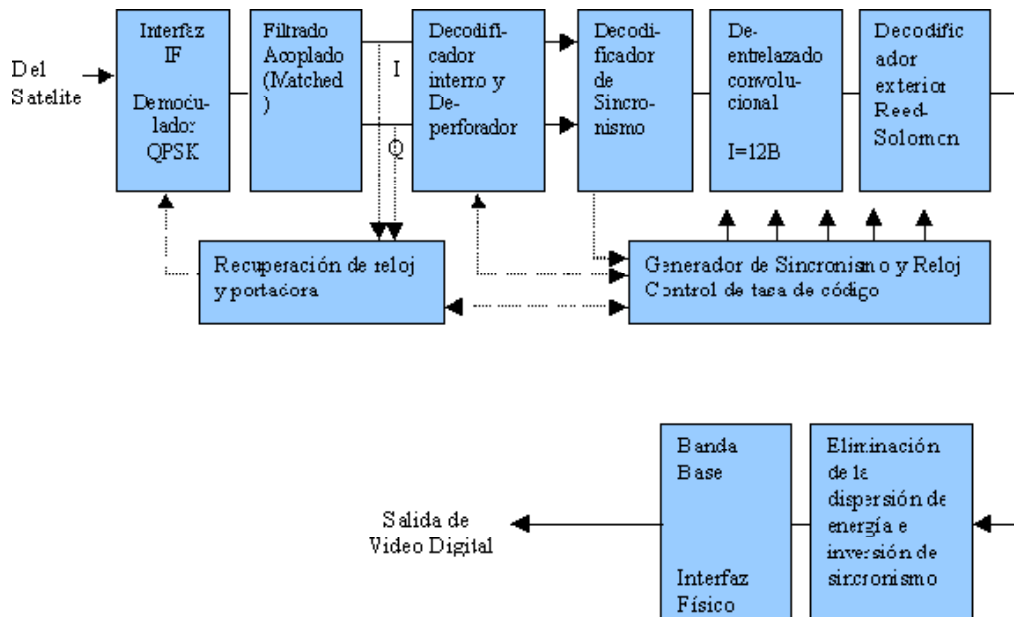 Del
Satelite
Interfaz
IF
Demodulador
QPSK
Filtrado
Acoplado
(Matched
)
I
Q
Decodifi-
cador
interno y
De-
perforador
Decodi-
ficador
de
Sincro-
nismo
De-
entrelazado
convolu-
cional
I=12B
Decodific
ador
exterior
Reed-
Solomon
Recuperación de reloj
y portadora
Generador de Sincronismo y Reloj
Control de tasa de código
Salida de
Video Digital
Banda
Base
Interfaz
Físico
Eliminación
de la
dispersión de
energía e
inversión de
sincronismo